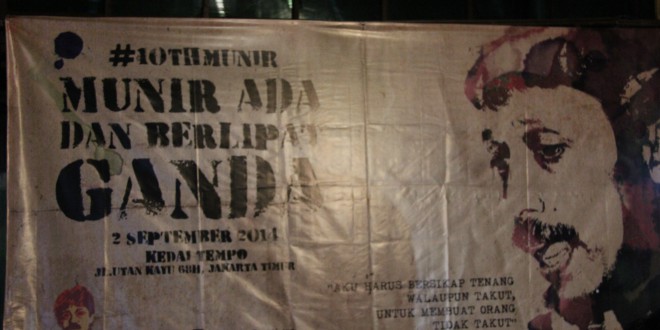 #10THMUNIR
MUNIR ADA
DAN BERLIPAT
GANDA
2 SEPTEMBER 2014
KEDAI TEMPO
JL.UTAN KAYU 68H, JAKARTA TIMUR
"AKU HARUS BERSIKAP TENANG
WALAUPUN TAKUT,
UNTUK MEMBUAT ORANG
TIDAK TAKUT"